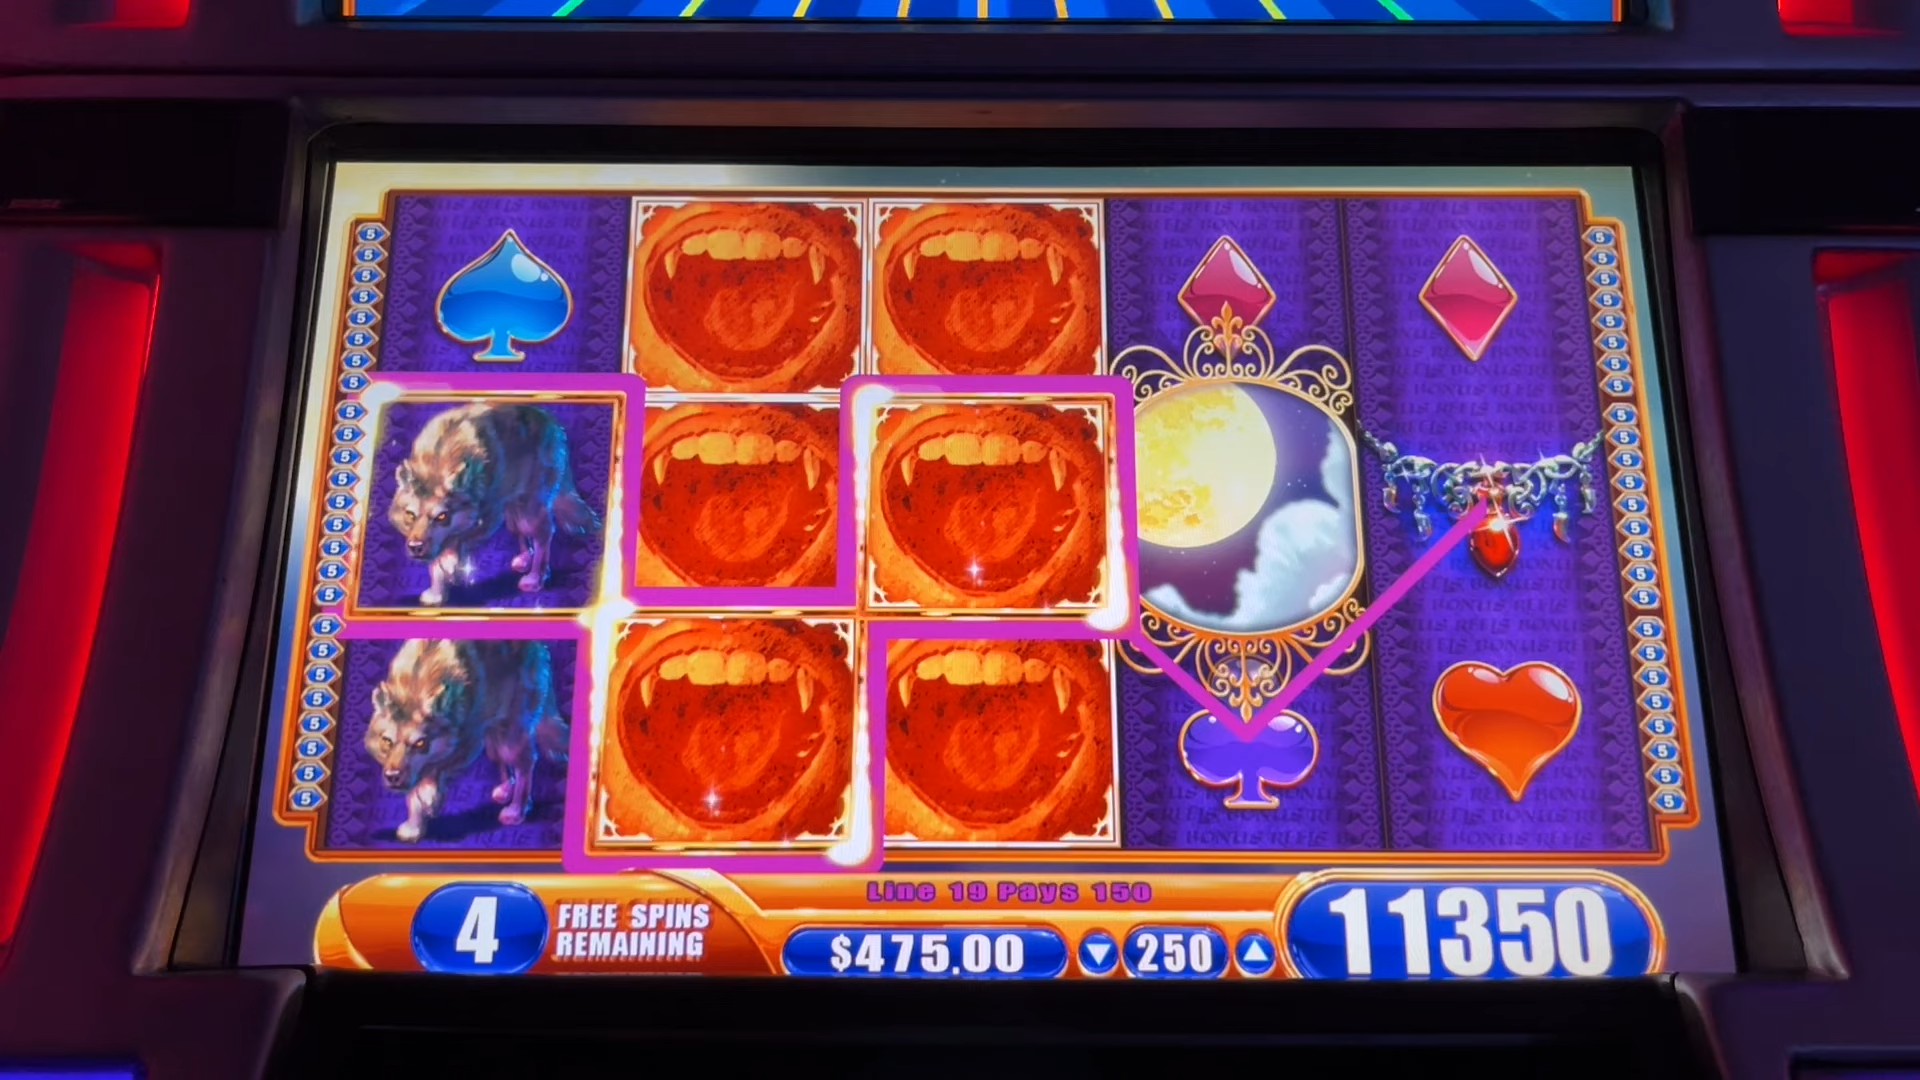 Line 19 Pays 150
4
FREE SPINS
REMAINING
$475.00
250
11350